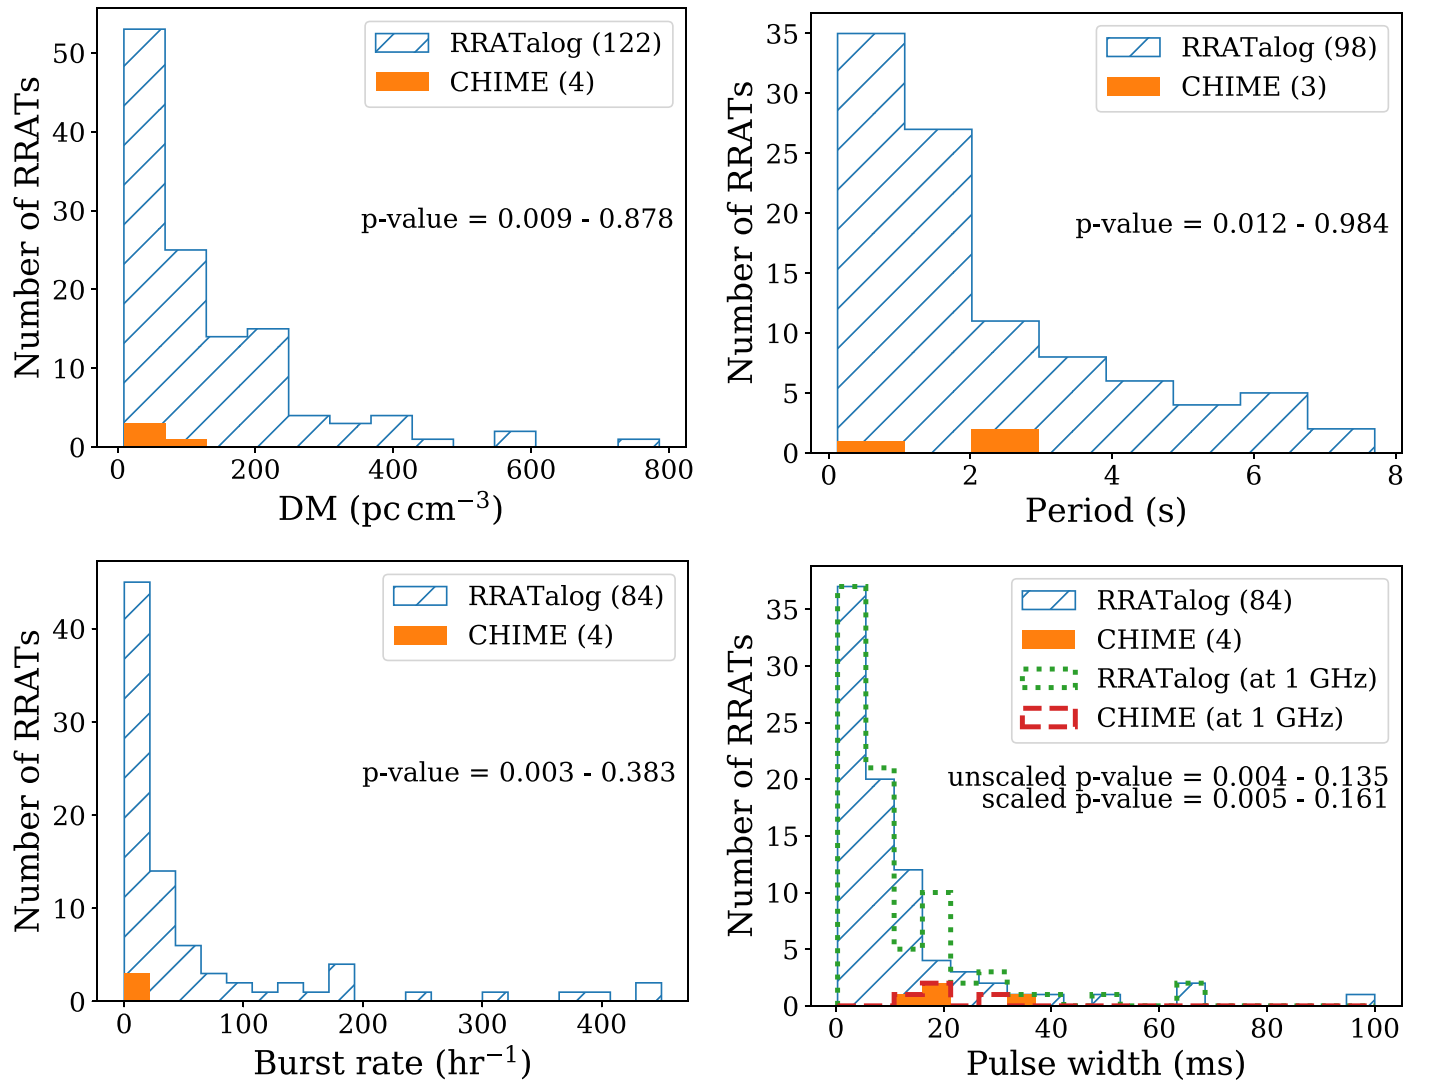 RRATalog (122)
CHIME (4)
p-value = 0.009 - 0.878
Number of RRATs
50
40
30
20
10
0
0 200 400 600 800
DM (pc cm⁻³)
RRATalog (98)
CHIME (3)
p-value = 0.012 - 0.984
Number of RRATs
35
30
25
20
15
10
5
0
0 2 4 6 8
Period (s)
RRATalog (84)
CHIME (4)
p-value = 0.003 - 0.383
Number of RRATs
40
30
20
10
0
0 100 200 300 400
Burst rate (hr⁻¹)
RRATalog (84)
CHIME (4)
RRATalog (at 1 GHz)
CHIME (at 1 GHz)
unscaled p-value = 0.004 - 0.135
scaled p-value = 0.005 - 0.161
Number of RRATs
35
30
25
20
15
10
5
0
0 20 40 60 80 100
Pulse width (ms)